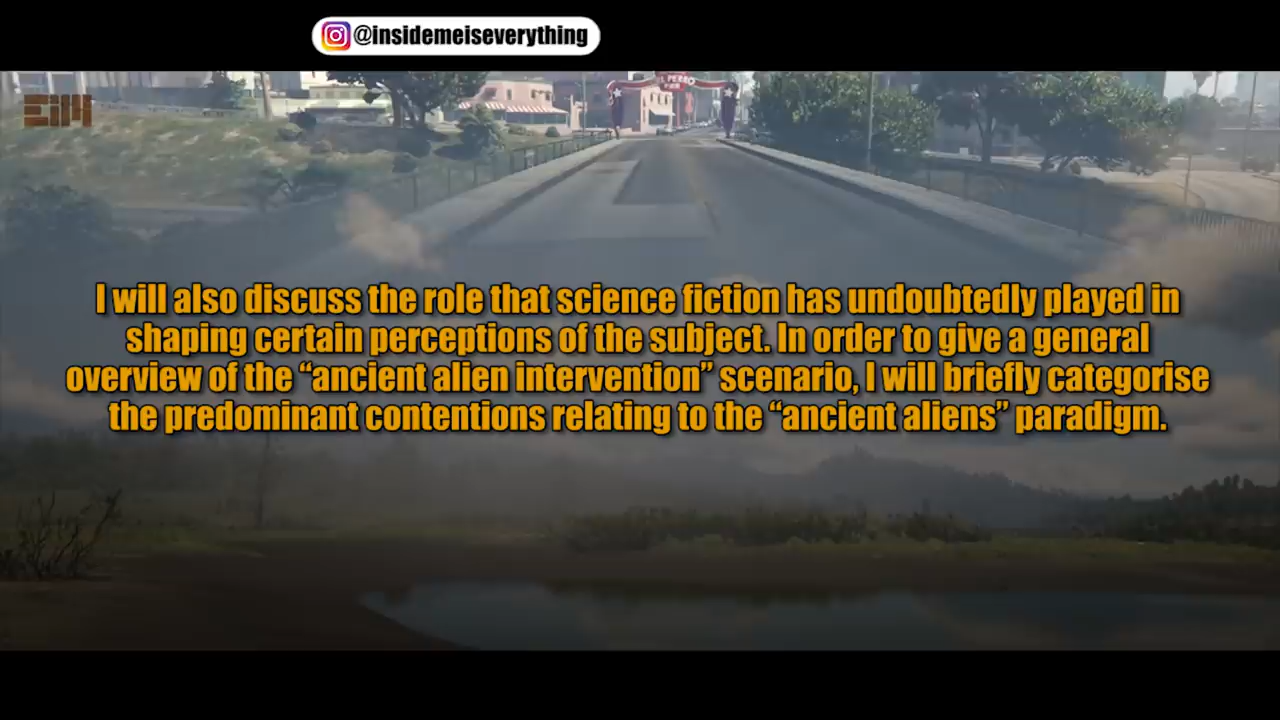 @insidemeiseverything
EIM
I will also discuss the role that science fiction has undoubtedly played in
shaping certain perceptions of the subject. In order to give a general
overview of the “ancient alien intervention” scenario, I will briefly categorise
the predominant contentions relating to the “ancient aliens” paradigm.